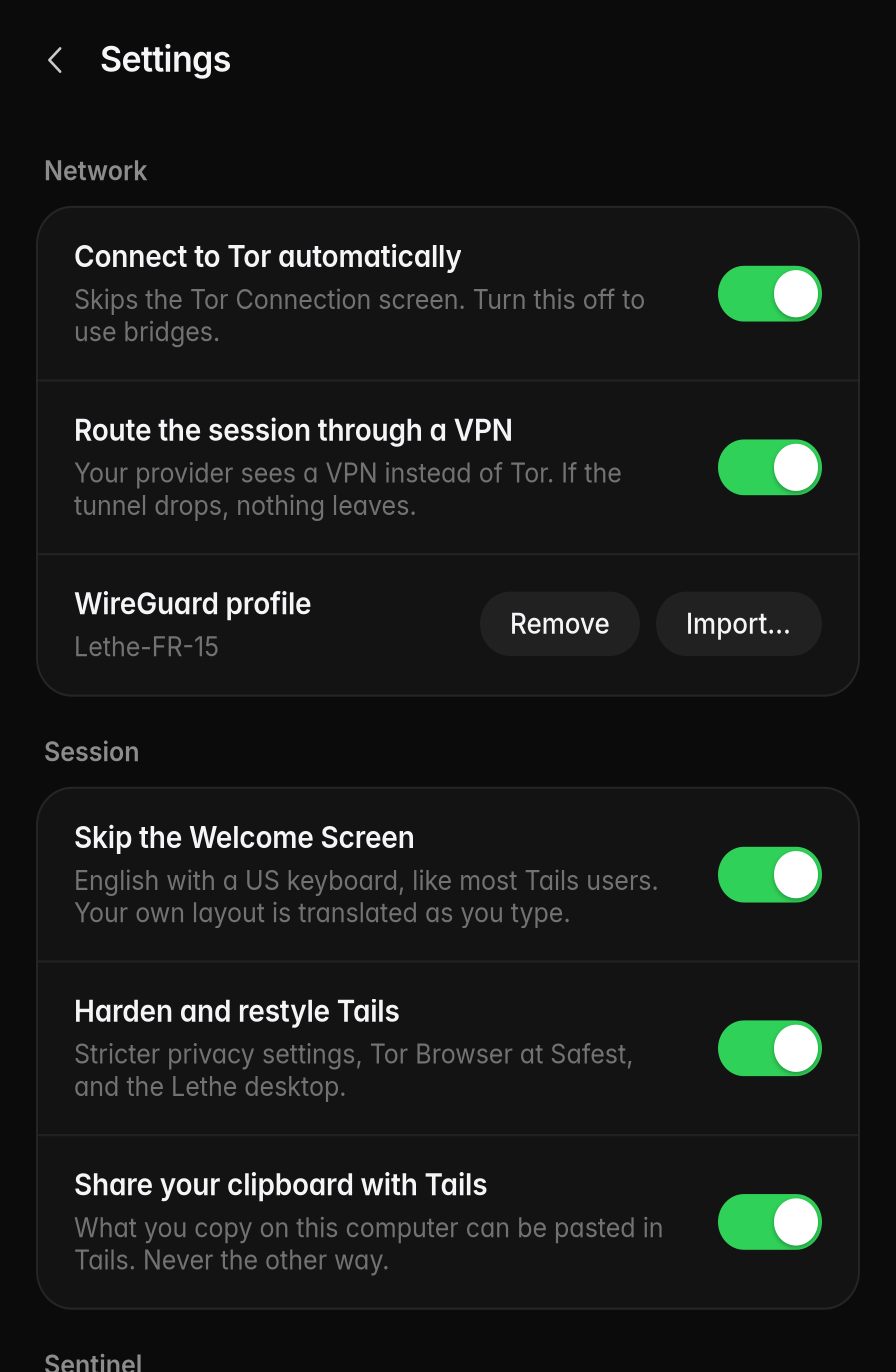 Settings
Network
Connect to Tor automatically
Skips the Tor Connection screen. Turn this off to
use bridges.
Route the session through a VPN
Your provider sees a VPN instead of Tor. If the
tunnel drops, nothing leaves.
WireGuard profile
Lethe-FR-15
Remove
Import...
Session
Skip the Welcome Screen
English with a US keyboard, like most Tails users.
Your own layout is translated as you type.
Harden and restyle Tails
Stricter privacy settings, Tor Browser at Safest,
and the Lethe desktop.
Share your clipboard with Tails
What you copy on this computer can be pasted in
Tails. Never the other way.
Sentinel